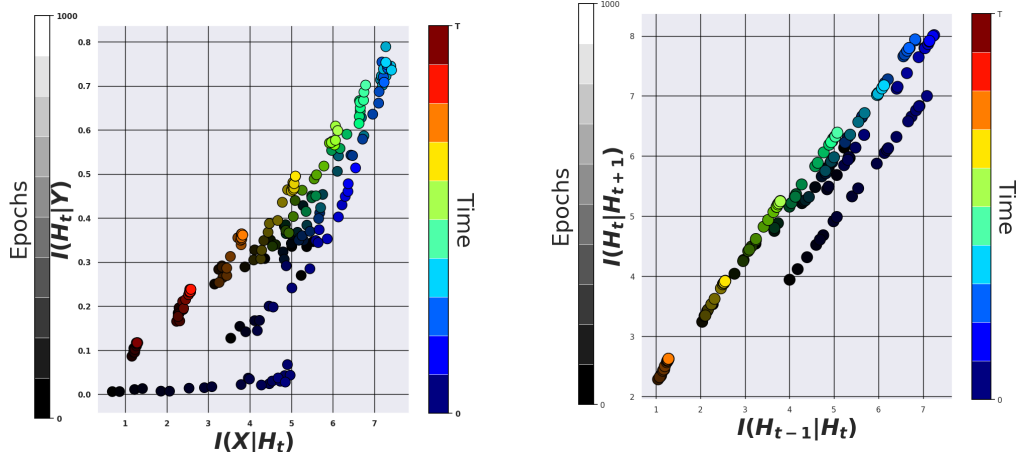 1000
Epochs
0
0.8
0.7
0.6
0.5
0.4
0.3
0.2
0.1
0.0
I(H_t|Y)
1 2 3 4 5 6 7
I(X|H_t)
T
Time
0
1000
Epochs
0
8
7
6
5
4
3
2
I(H_t|H_{t+1})
1 2 3 4 5 6 7
I(H_{t-1}|H_t)
T
Time
0